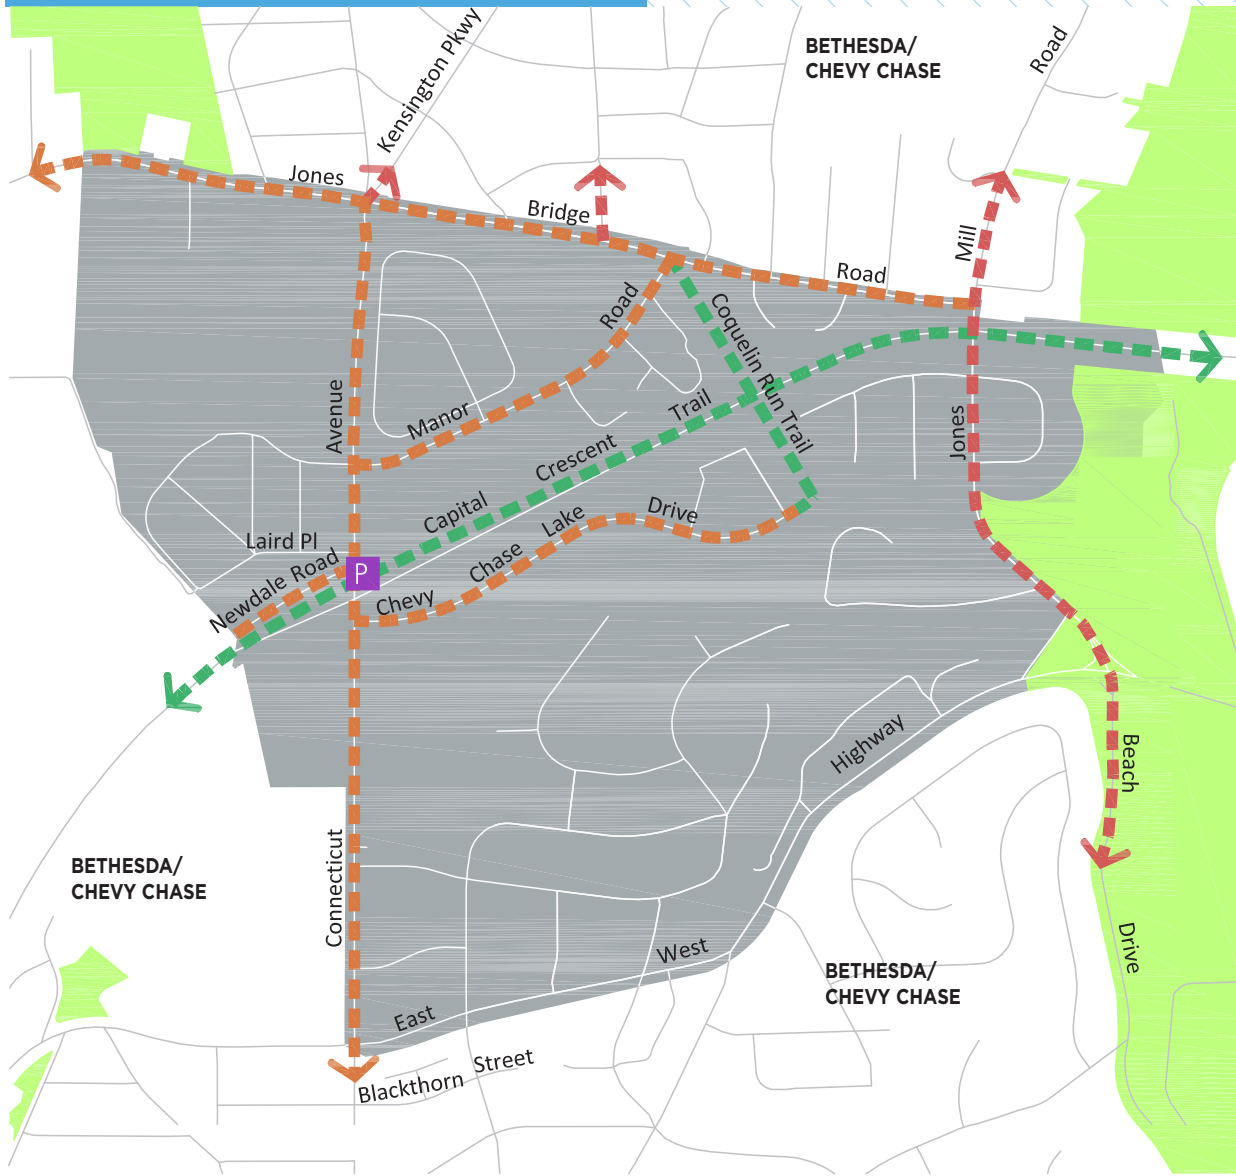 BETHESDA/
CHEVY CHASE
Road
Kensington Pkwy
Jones
Bridge
Road
Mill
Road
Coquelin Run Trail
Avenue
Manor
Trail
Crescent
Capital
Jones
Laird Pl
Newdale Road
P
Lake
Drive
Chase
Chevy
Highway
Beach
BETHESDA/
CHEVY CHASE
Connecticut
West
Drive
BETHESDA/
CHEVY CHASE
East
Blackthorn Street